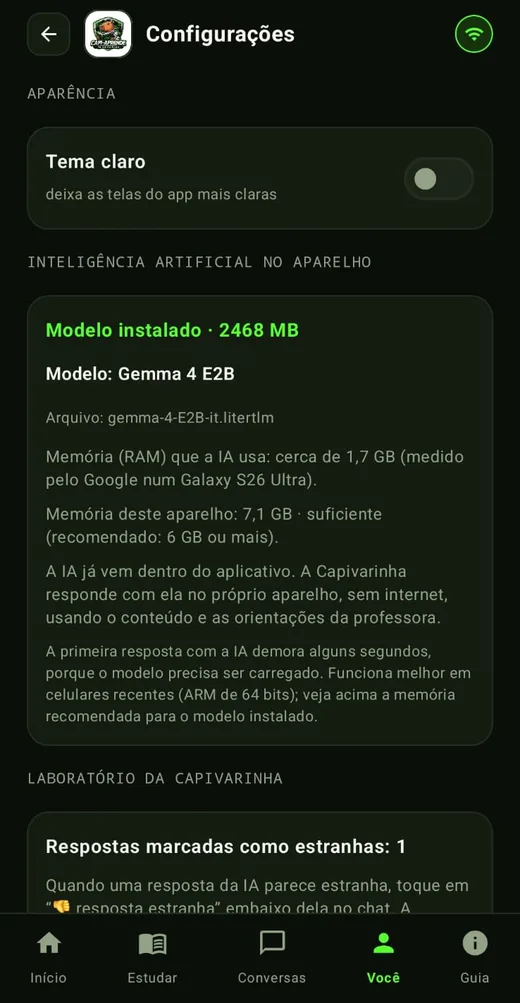 Configurações
APARÊNCIA
Tema claro
deixa as telas do app mais claras
INTELIGÊNCIA ARTIFICIAL NO APARELHO
Modelo instalado · 2468 MB
Modelo: Gemma 4 E2B
Arquivo: gemma-4-E2B-it.litertlm
Memória (RAM) que a IA usa: cerca de 1,7 GB (medido
pelo Google num Galaxy S26 Ultra).
Memória deste aparelho: 7,1 GB · suficiente
(recomendado: 6 GB ou mais).
A IA já vem dentro do aplicativo. A Capivarinha
responde com ela no próprio aparelho, sem internet,
usando o conteúdo e as orientações da professora.
A primeira resposta com a IA demora alguns segundos,
porque o modelo precisa ser carregado. Funciona melhor em
celulares recentes (ARM de 64 bits); veja acima a memória
recomendada para o modelo instalado.
LABORATÓRIO DA CAPIVARINHA
Respostas marcadas como estranhas: 1
Quando uma resposta da IA parece estranha, toque em
“👎 resposta estranha” embaixo dela no chat. A
Início
Estudar
Conversas
Você
Guia